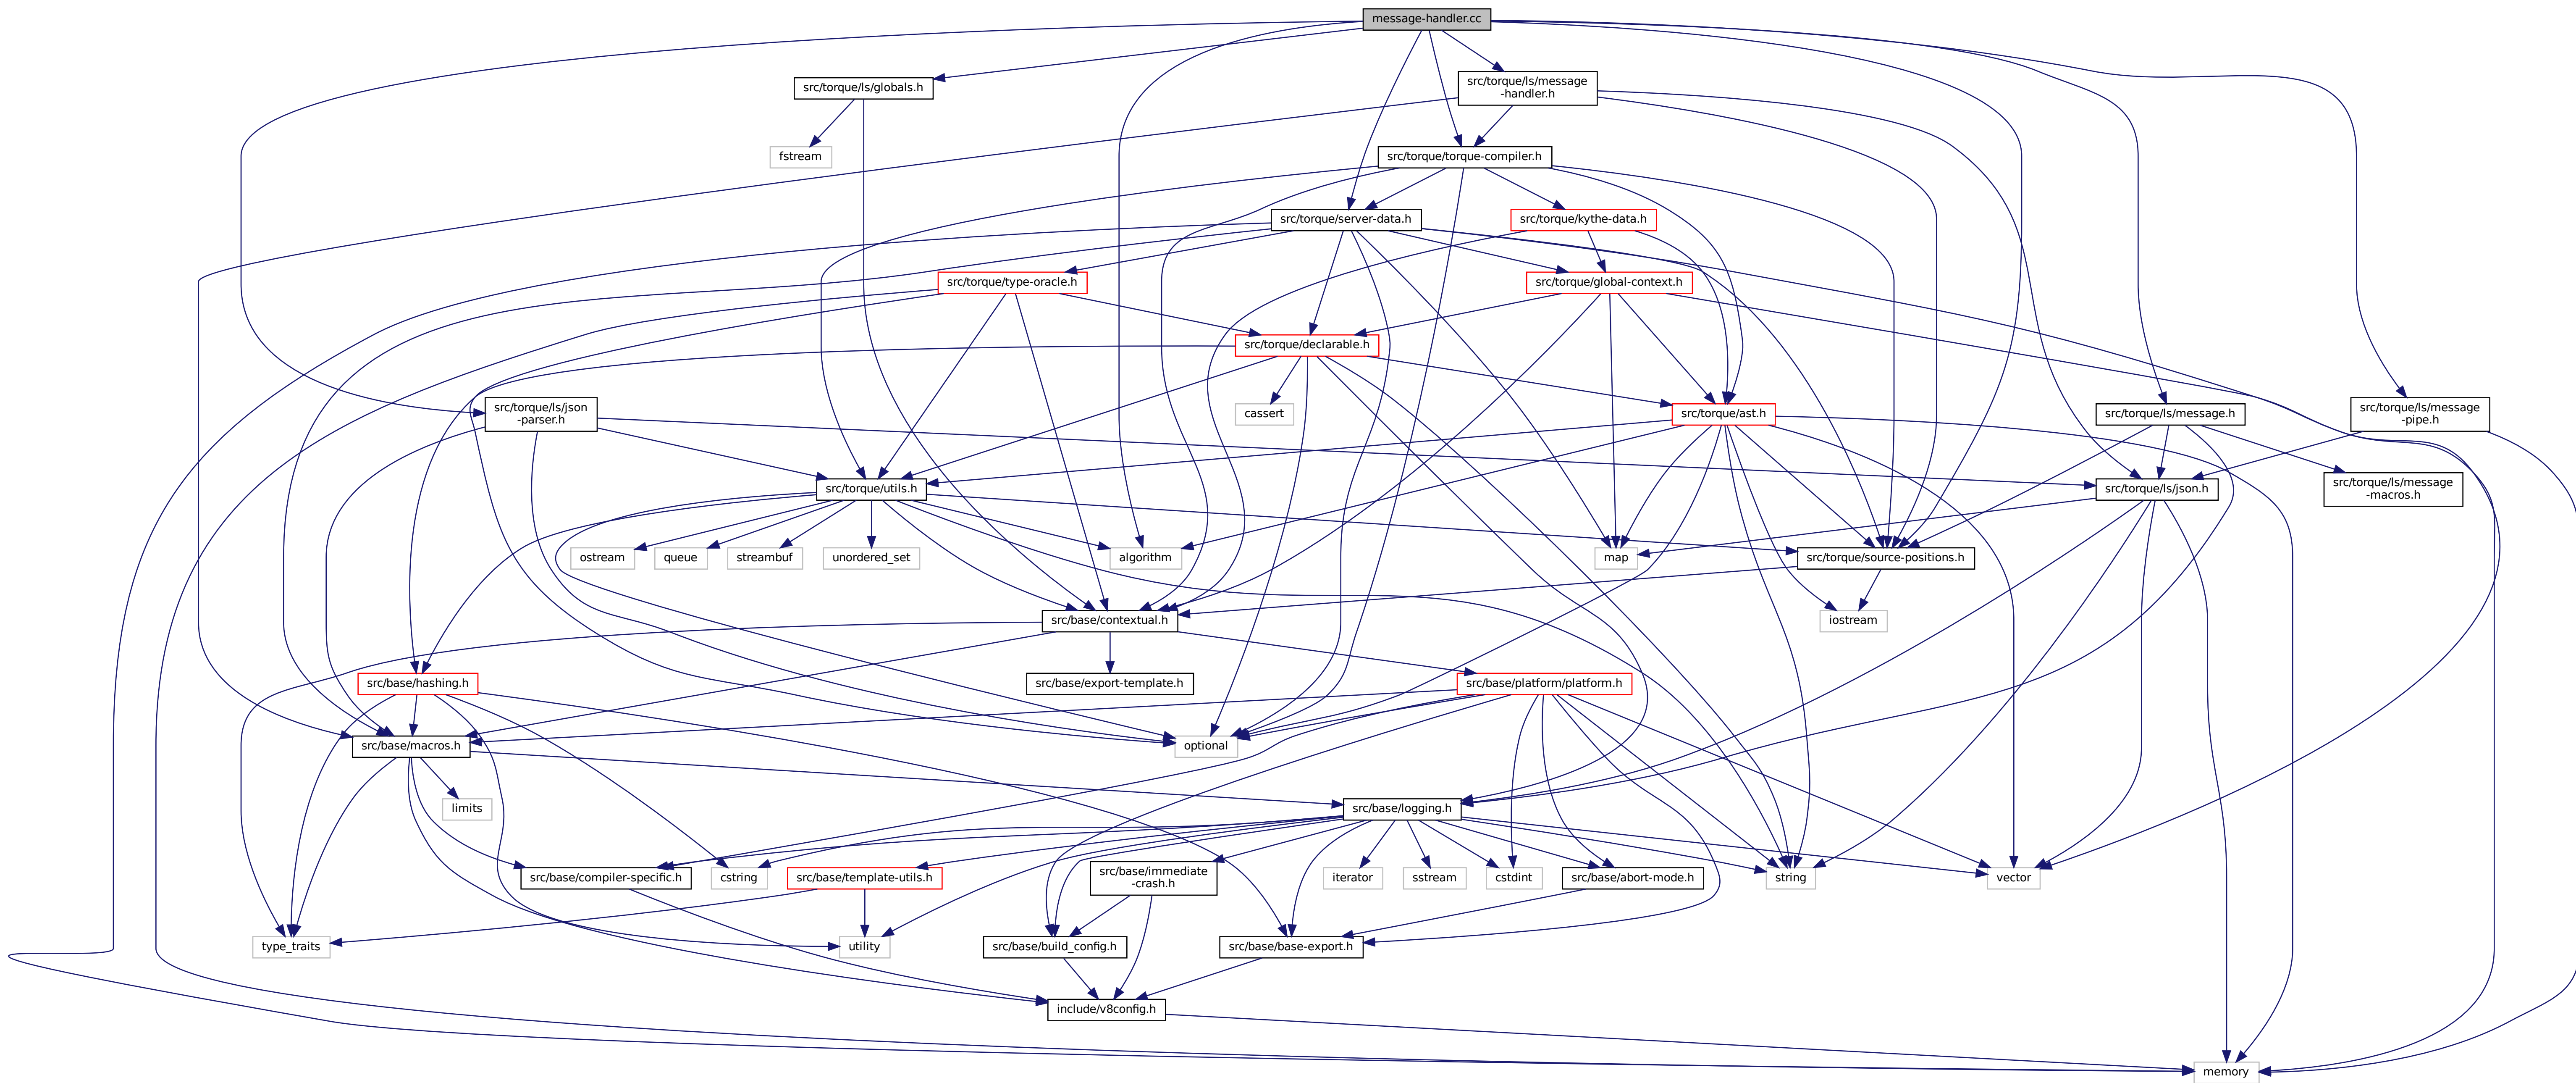 message-handler.cc
src/torque/ls/globals.h
src/torque/ls/message
-handler.h
fstream
src/torque/torque-compiler.h
src/torque/server-data.h
src/torque/kythe-data.h
src/torque/type-oracle.h
src/torque/global-context.h
src/torque/declarable.h
src/torque/ls/json
-parser.h
cassert
src/torque/ast.h
src/torque/ls/message.h
src/torque/ls/message
-pipe.h
src/torque/utils.h
src/torque/ls/json.h
src/torque/ls/message
-macros.h
ostream
queue
streambuf
unordered_set
algorithm
map
src/torque/source-positions.h
src/base/contextual.h
iostream
src/base/hashing.h
src/base/export-template.h
src/base/platform/platform.h
src/base/macros.h
optional
limits
src/base/logging.h
src/base/compiler-specific.h
cstring
src/base/template-utils.h
src/base/immediate
-crash.h
iterator
sstream
cstdint
src/base/abort-mode.h
string
vector
type_traits
utility
src/base/build_config.h
src/base/base-export.h
include/v8config.h
memory